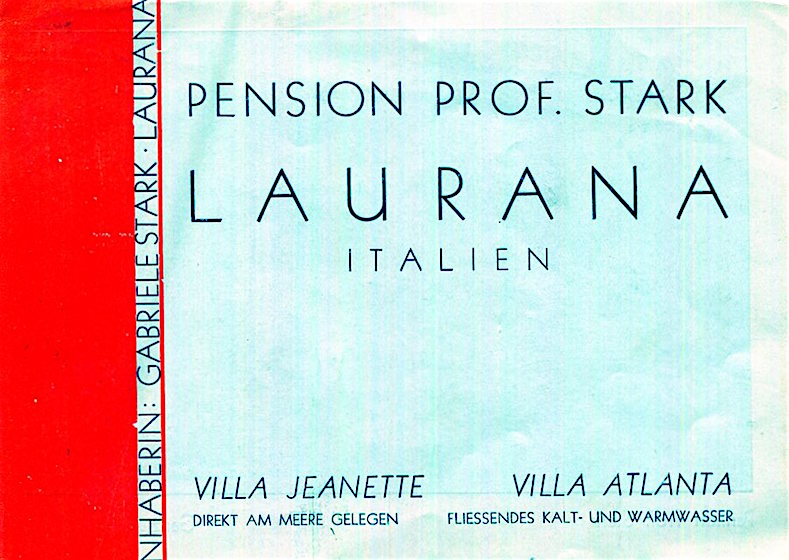 PENSION PROF. STARK
LAURANA
ITALIEN
VILLA JEANETTE
DIREKT AM MEERE GELEGEN
VILLA ATLANTA
FLIESSENDES KALT- UND WARMWASSER
NHABERIN: GABRIELE STARK · LAURANA